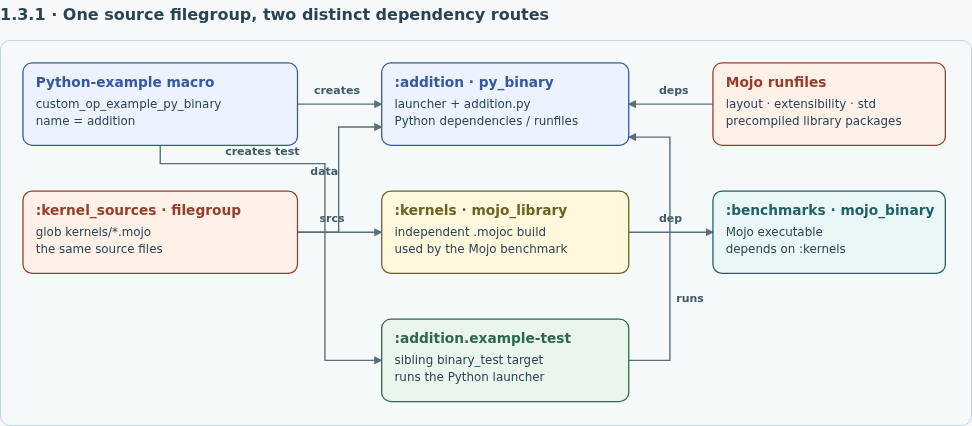 1.3.1 · One source filegroup, two distinct dependency routes
Python-example macro
custom_op_example_py_binary
name = addition
creates
:addition · py_binary
launcher + addition.py
Python dependencies / runfiles
deps
Mojo runfiles
layout · extensibility · std
precompiled library packages
creates test
data
:kernel_sources · filegroup
glob kernels/*.mojo
the same source files
srcs
:kernels · mojo_library
independent .mojoc build
used by the Mojo benchmark
dep
:benchmarks · mojo_binary
Mojo executable
depends on :kernels
runs
:addition.example-test
sibling binary_test target
runs the Python launcher